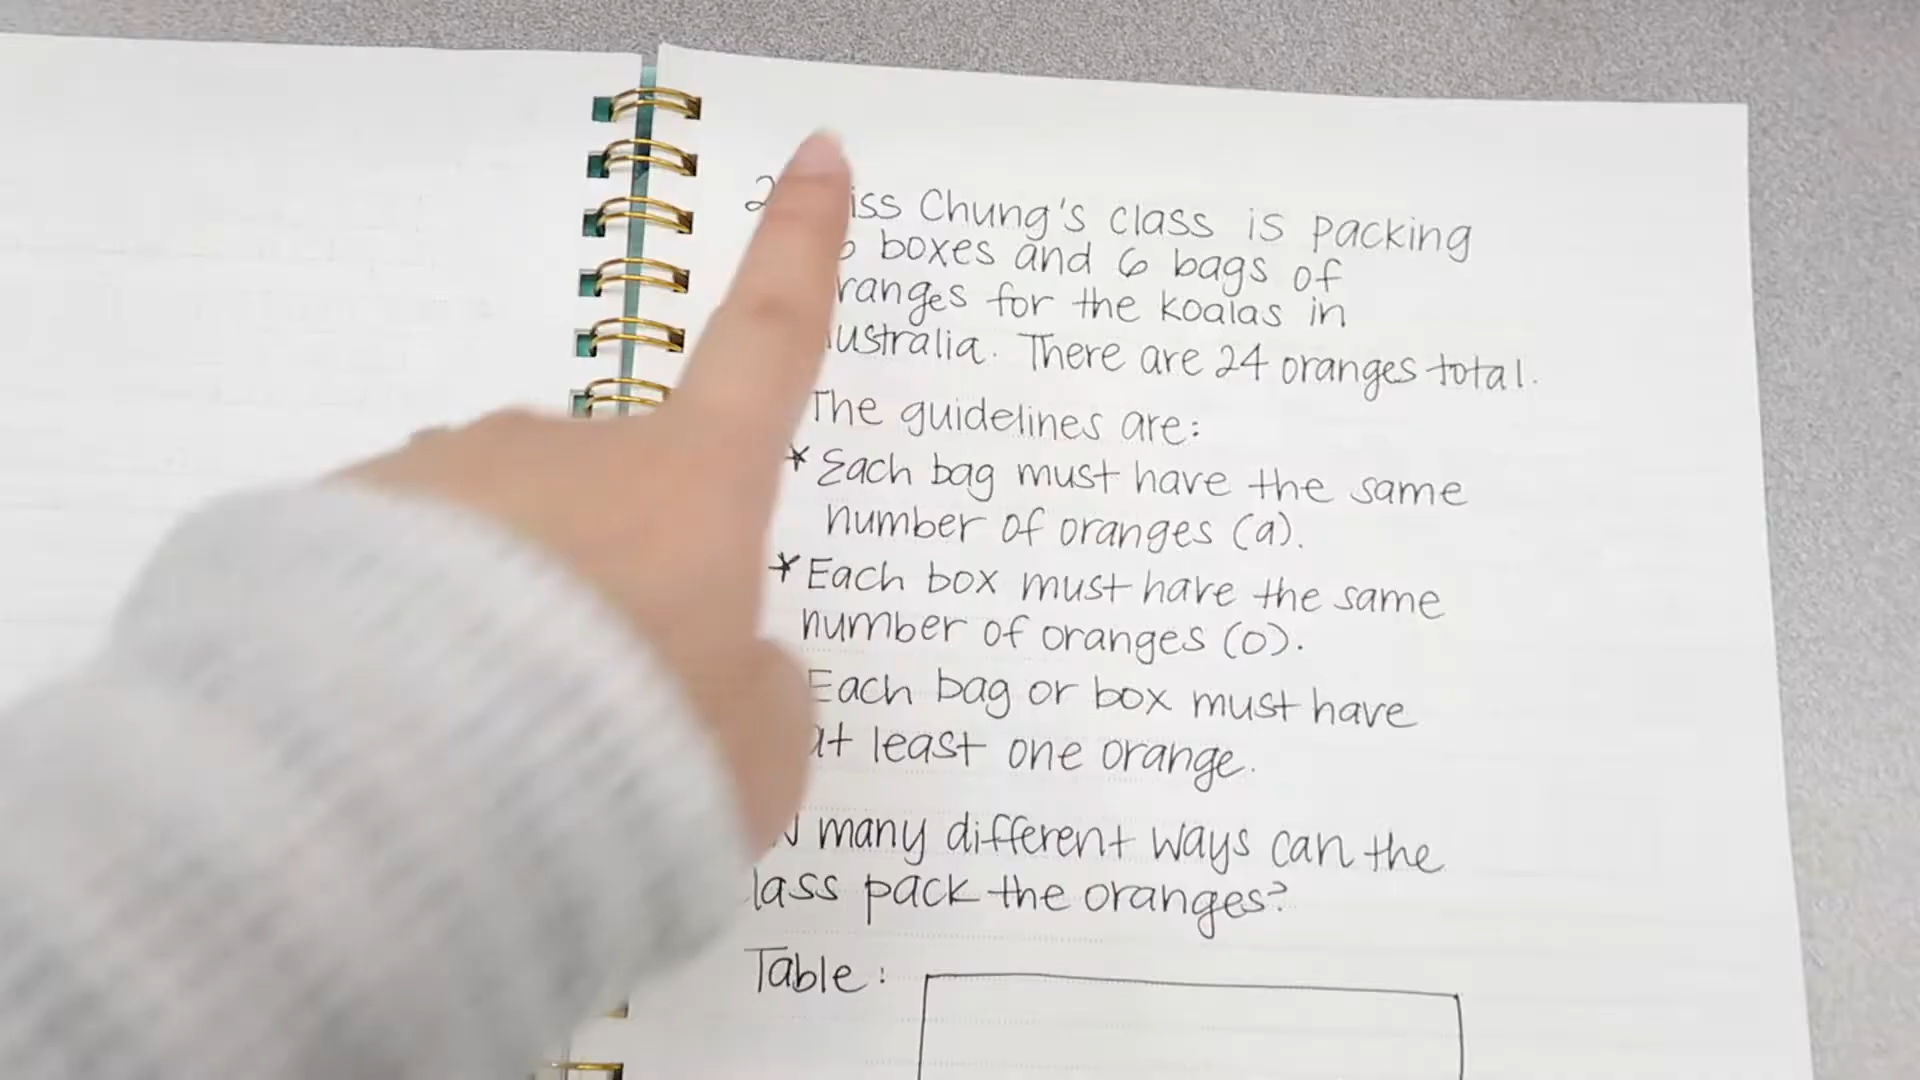 2 iss Chung's class is packing
boxes and 6 bags of
ranges for the koalas in
ustralia. There are 24 oranges total.
The guidelines are:
* Each bag must have the same
number of oranges (a).
* Each box must have the same
number of oranges (o).
Each bag or box must have
at least one orange.
many different ways can the
lass pack the oranges?
Table: